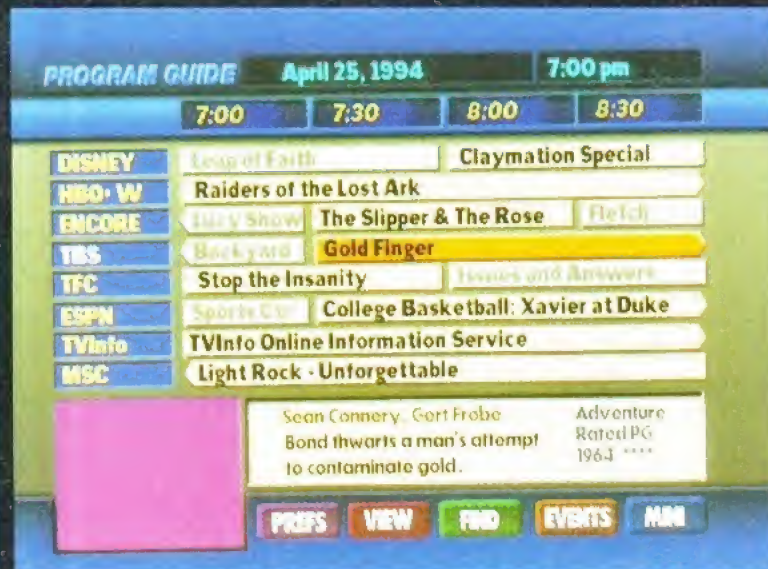 PROGRAM GUIDE April 25, 1994 7:00 pm
7:00 7:30 8:00 8:30
DISNEY Leap of Faith Claymation Special
HBO·W Raiders of the Lost Ark
ENCORE Lucy Show The Slipper & The Rose Fletch
TBS Backyard Gold Finger
TFC Stop the Insanity Issues and Answers
ESPN Sports College Basketball: Xavier at Duke
TVInfo TVInfo Online Information Service
MSC Light Rock - Unforgettable
Sean Connery, Gert Frobe Adventure
Bond thwarts a man's attempt Rated PG
to contaminate gold. 1964 ****
PREFS VIEW FIND EVENTS